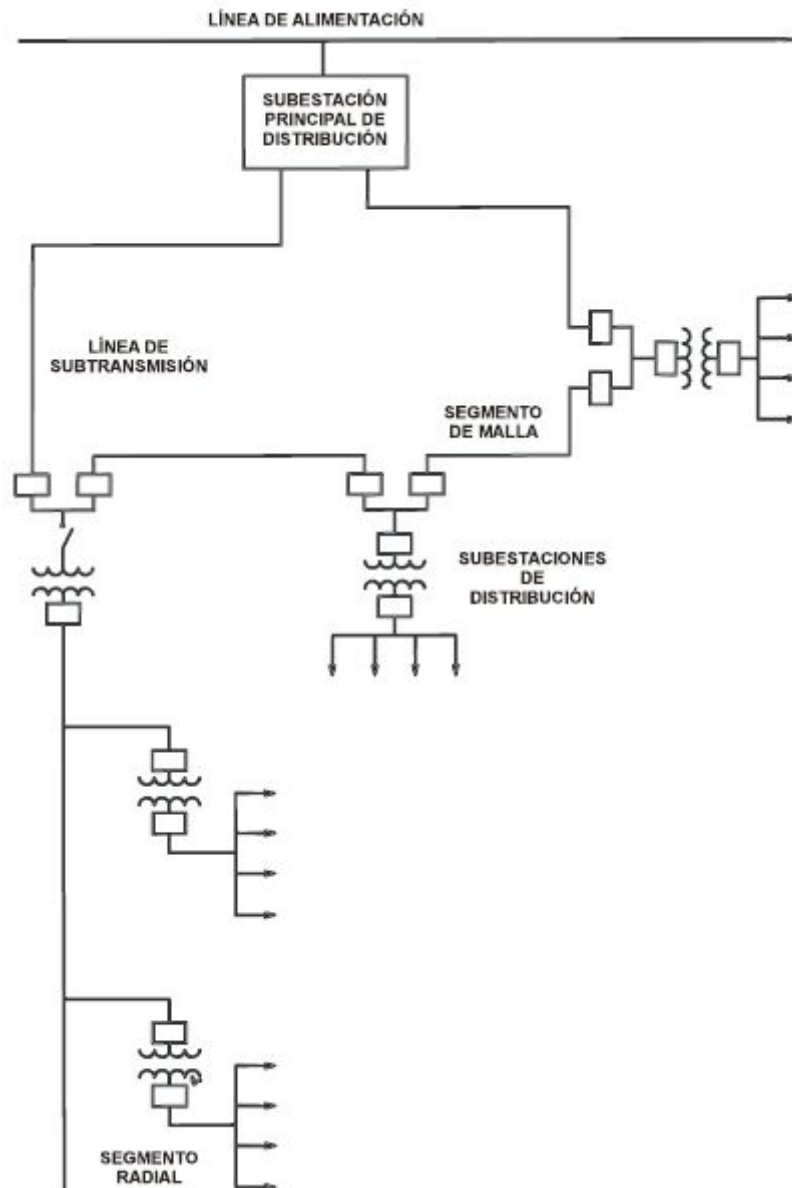 LÍNEA DE ALIMENTACIÓN
SUBESTACIÓN
PRINCIPAL DE
DISTRIBUCIÓN
LÍNEA DE
SUBTRANSMISIÓN
SEGMENTO
DE MALLA
SUBESTACIONES
DE
DISTRIBUCIÓN
SEGMENTO
RADIAL